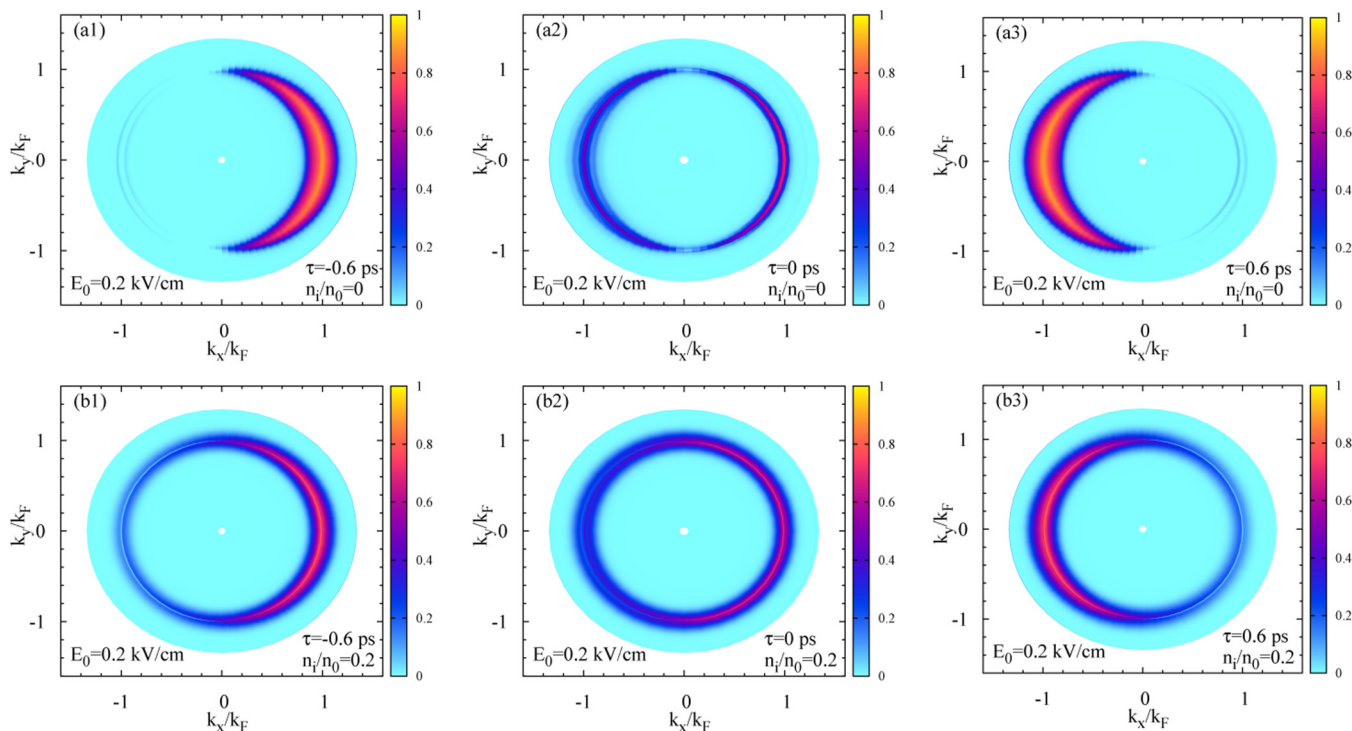 (a1)
k_y/k_F
1
0
-1
E_0=0.2 kV/cm
τ=-0.6 ps
n_i/n_0=0
-1 0 1
k_x/k_F
1
0.8
0.6
0.4
0.2
0
(a2)
k_y/k_F
1
0
-1
E_0=0.2 kV/cm
τ=0 ps
n_i/n_0=0
-1 0 1
k_x/k_F
1
0.8
0.6
0.4
0.2
0
(a3)
k_y/k_F
1
0
-1
E_0=0.2 kV/cm
τ=0.6 ps
n_i/n_0=0
-1 0 1
k_x/k_F
1
0.8
0.6
0.4
0.2
0
(b1)
k_y/k_F
1
0
-1
E_0=0.2 kV/cm
τ=-0.6 ps
n_i/n_0=0.2
-1 0 1
k_x/k_F
1
0.8
0.6
0.4
0.2
0
(b2)
k_y/k_F
1
0
-1
E_0=0.2 kV/cm
τ=0 ps
n_i/n_0=0.2
-1 0 1
k_x/k_F
1
0.8
0.6
0.4
0.2
0
(b3)
k_y/k_F
1
0
-1
E_0=0.2 kV/cm
τ=0.6 ps
n_i/n_0=0.2
-1 0 1
k_x/k_F
1
0.8
0.6
0.4
0.2
0